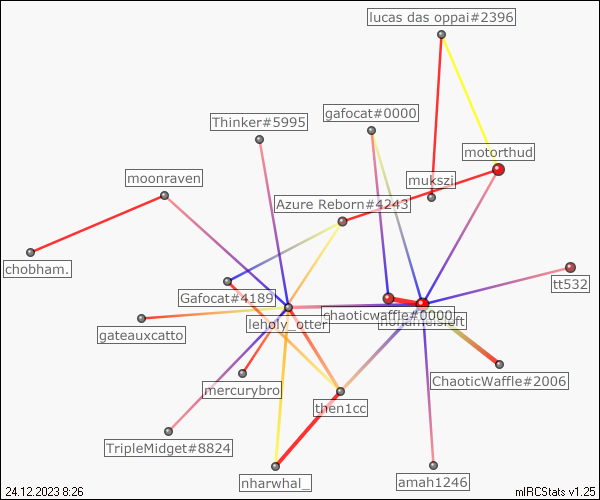 lucas das oppai#2396
gafocat#0000
Thinker#5995
motorthud
mukszi
moonraven
Azure Reborn#4243
chobham.
tt532
Gafocat#4189
chaoticwaffle#0000
leholy_otter
gateauxcatto
ChaoticWaffle#2006
mercurybro
then1cc
TripleMidget#8824
nharwhal_
amah1246
24.12.2023 8:26
mIRCStats v1.25